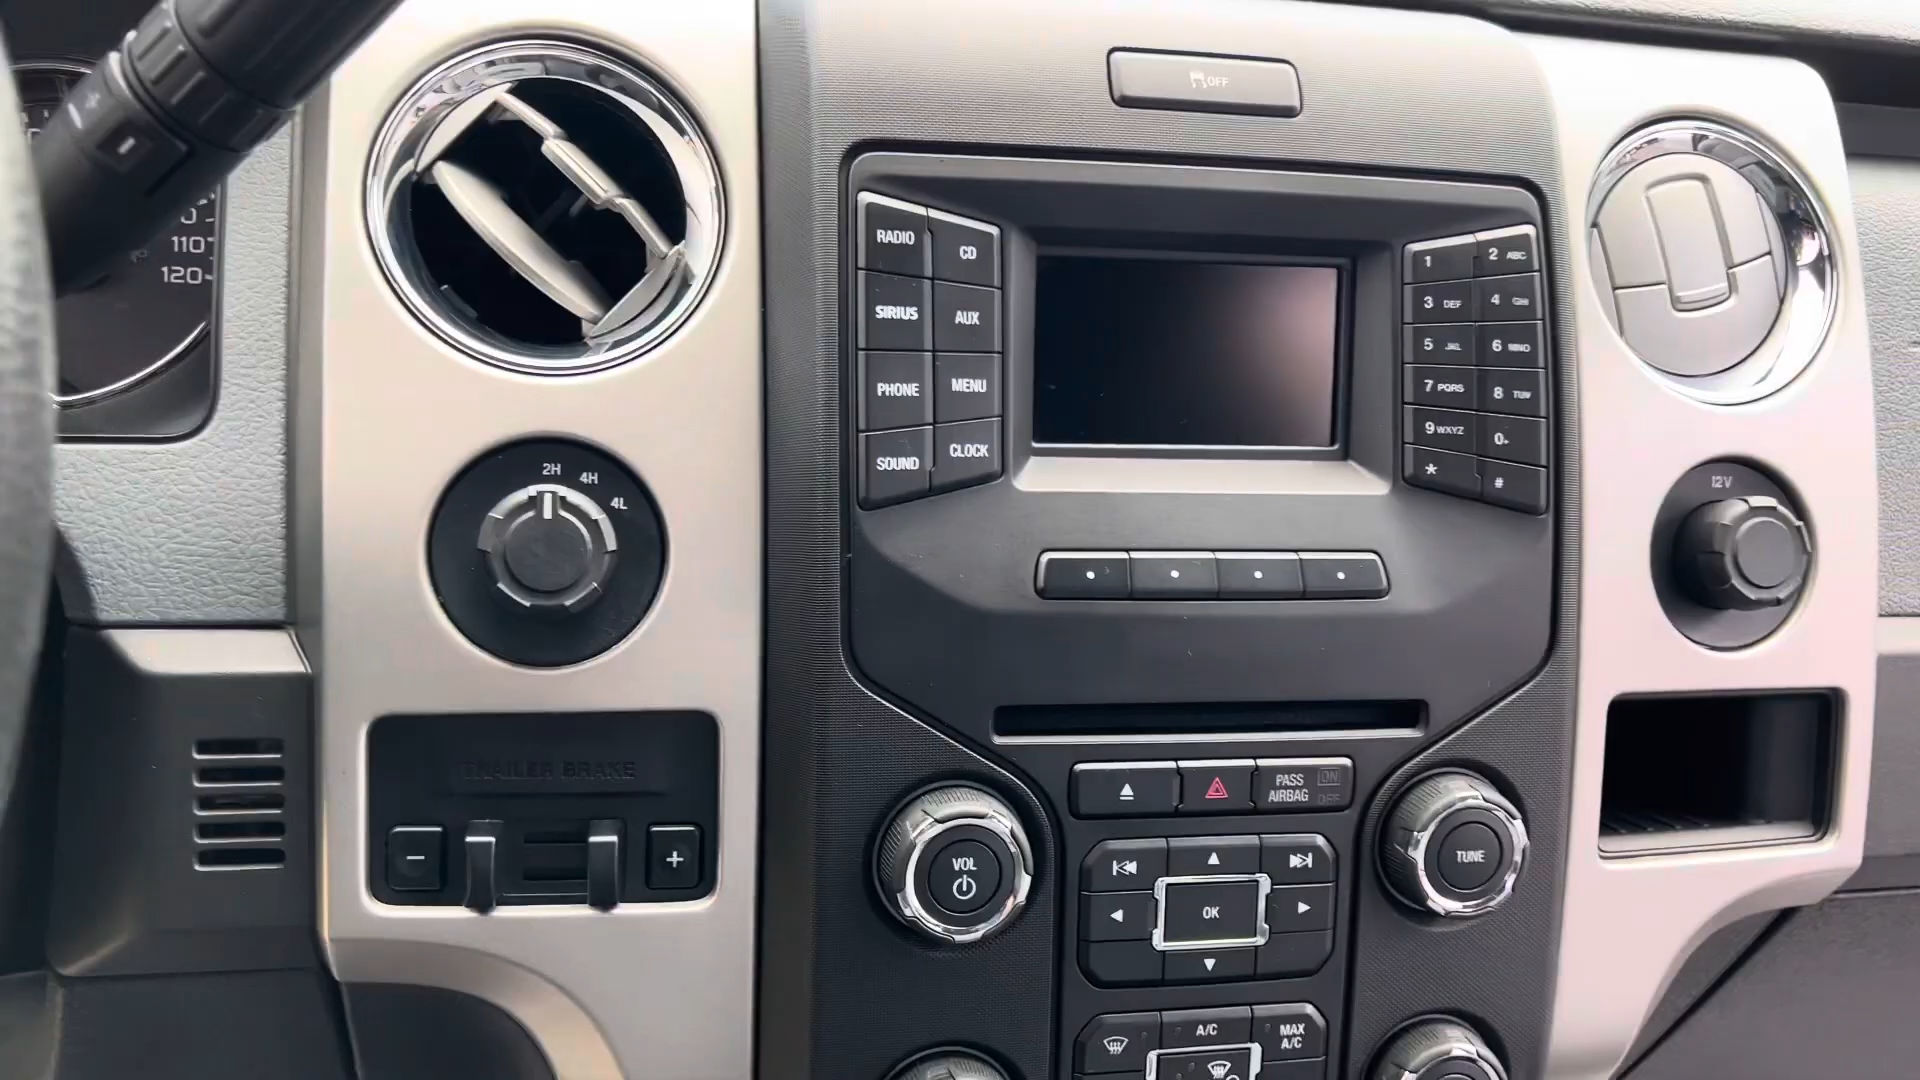 OFF
110
120
RADIO
CD
SIRIUS
AUX
PHONE
MENU
SOUND
CLOCK
1
2 ABC
3 DEF
4 GHI
5 JKL
6 MNO
7 PQRS
8 TUV
9 WXYZ
0+
*
#
2H
4H
4L
12V
TRAILER BRAKE
−
+
PASS AIRBAG
ON
OFF
VOL
TUNE
OK
A/C
MAX
A/C